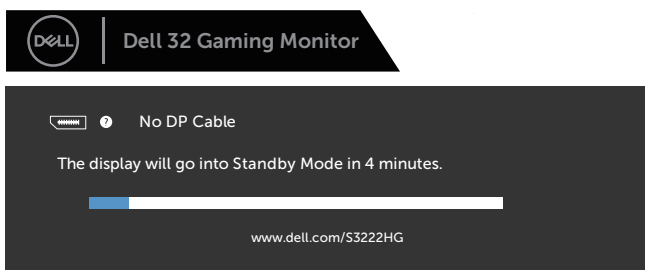 DELL
Dell 32 Gaming Monitor
? No DP Cable
The display will go into Standby Mode in 4 minutes.
www.dell.com/S3222HG